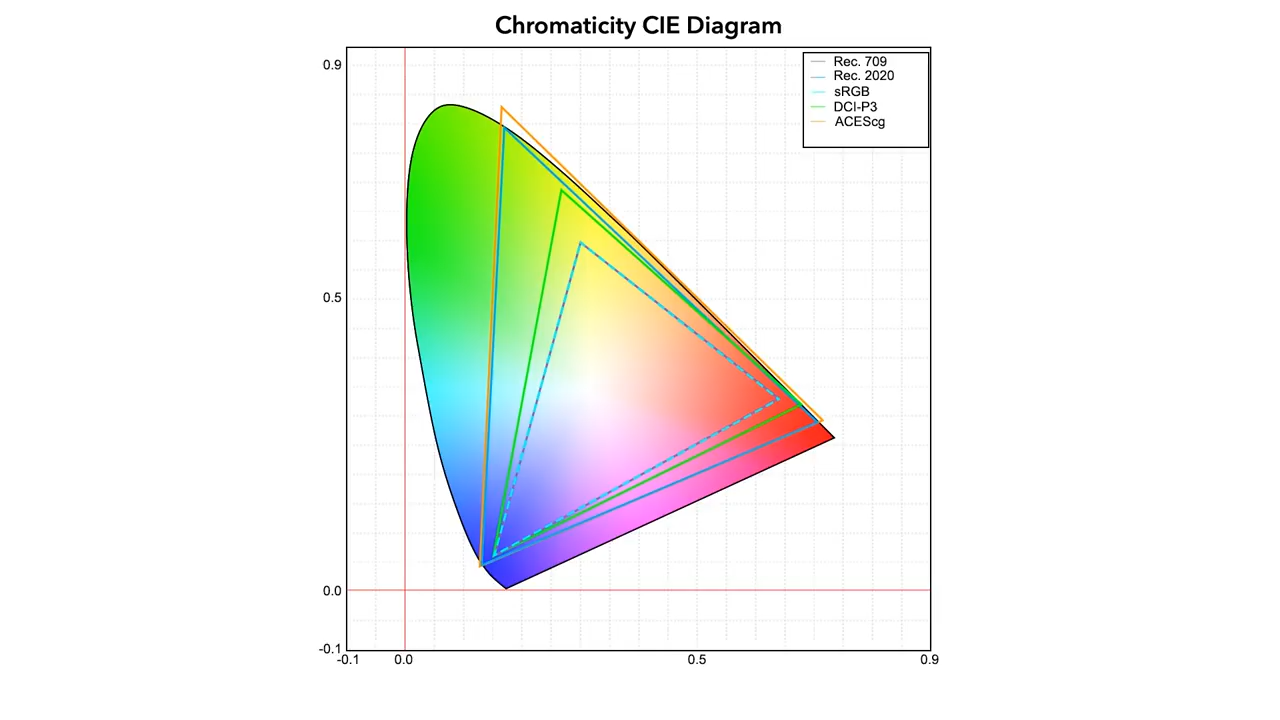 Chromaticity CIE Diagram
0.9
Rec. 709
Rec. 2020
sRGB
DCI-P3
ACEScg
0.5
0.0
-0.1
-0.1 0.0 0.5 0.9